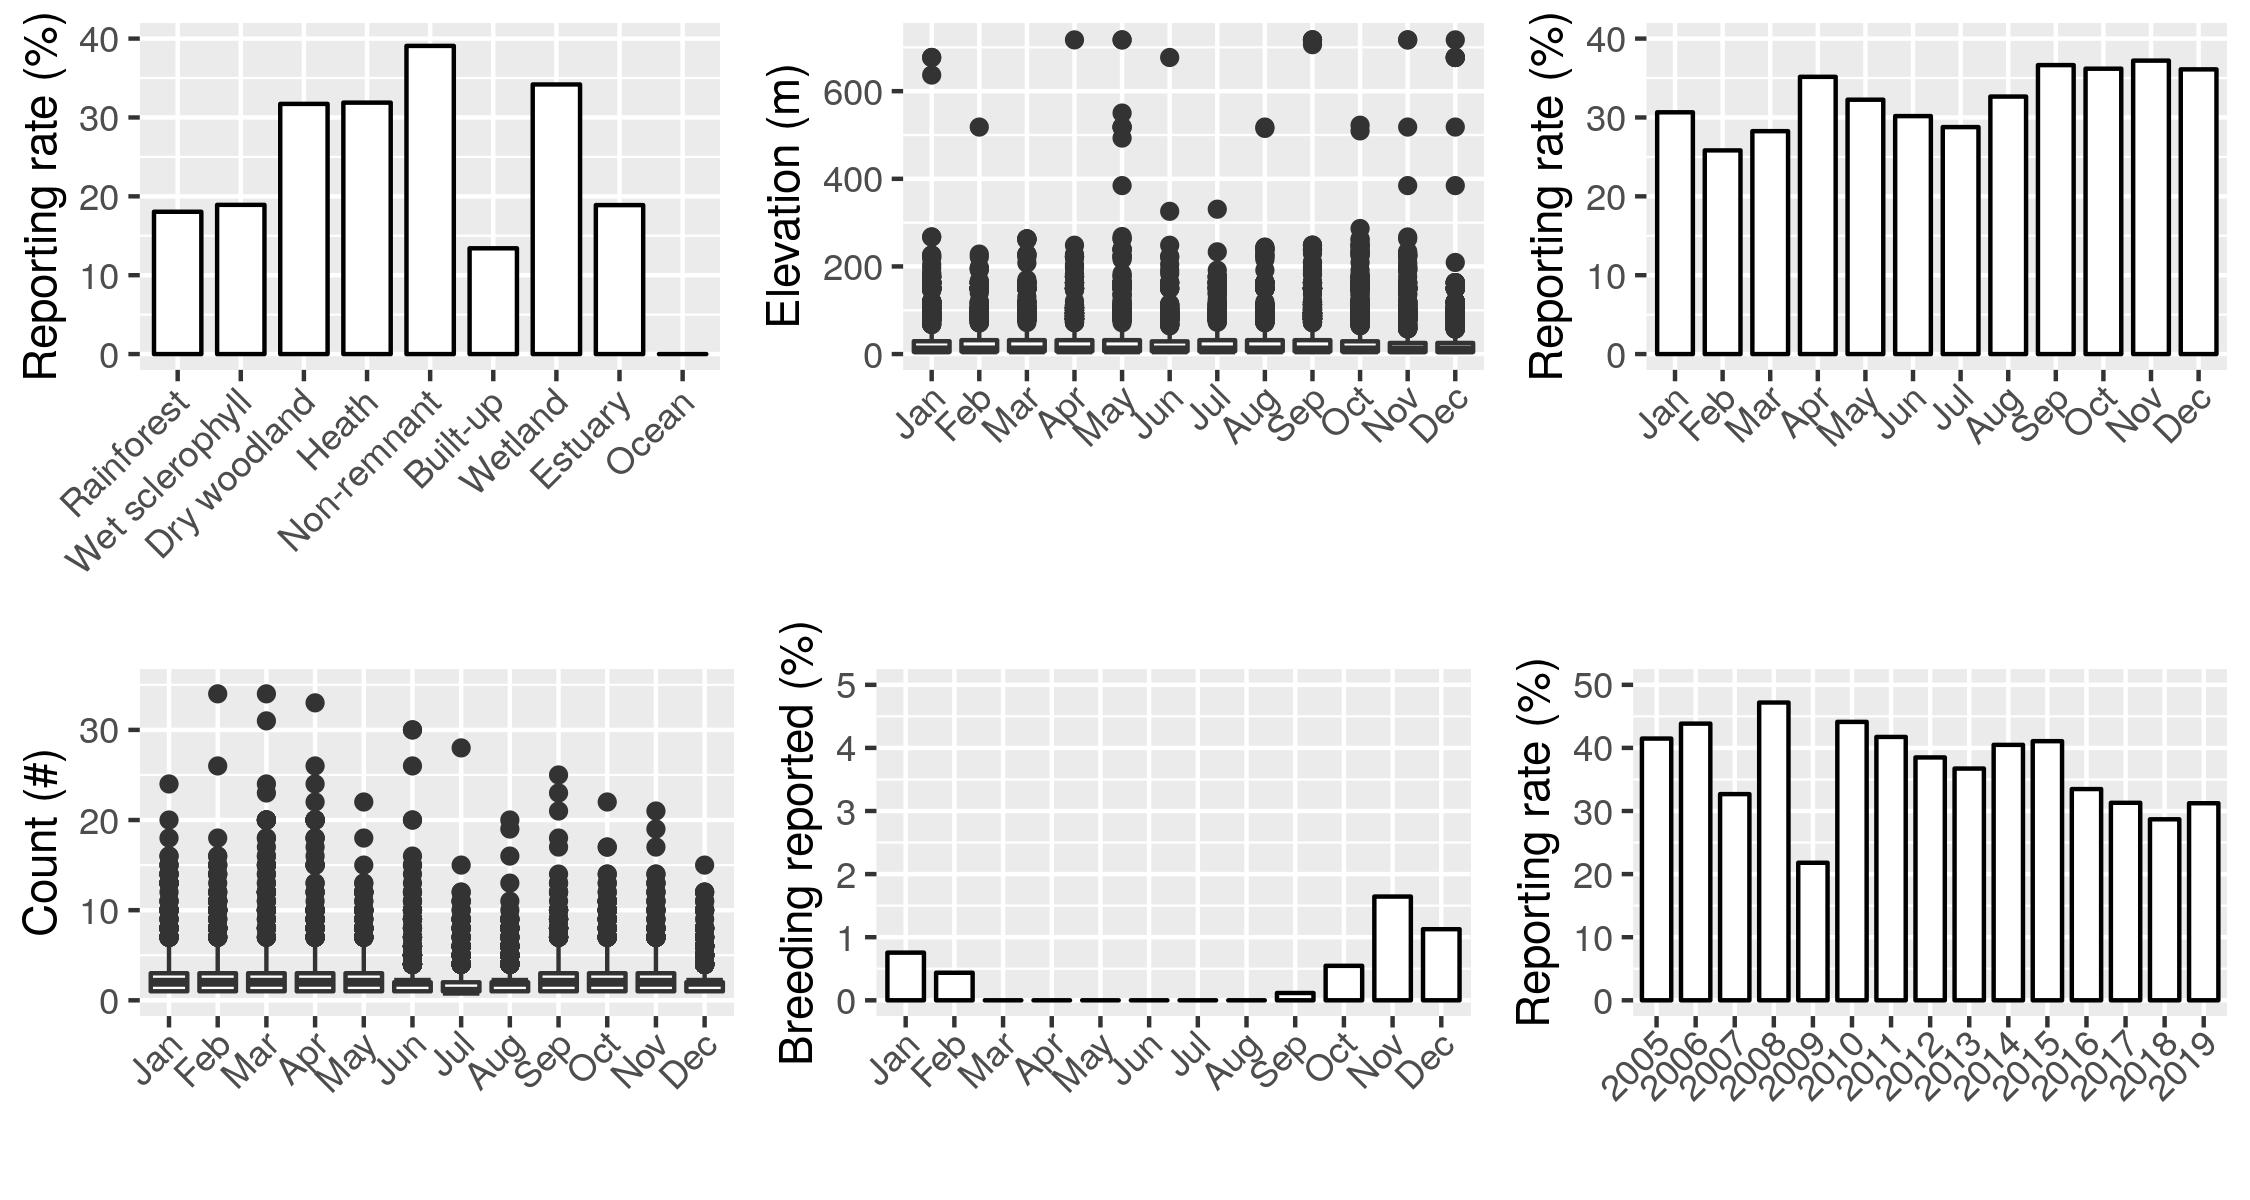 Reporting rate (%)
40
30
20
10
0
Rainforest
Wet sclerophyll
Dry woodland
Heath
Non-remnant
Built-up
Wetland
Estuary
Ocean
Elevation (m)
600
400
200
0
Jan
Feb
Mar
Apr
May
Jun
Jul
Aug
Sep
Oct
Nov
Dec
Reporting rate (%)
40
30
20
10
0
Jan
Feb
Mar
Apr
May
Jun
Jul
Aug
Sep
Oct
Nov
Dec
Count (#)
30
20
10
0
Jan
Feb
Mar
Apr
May
Jun
Jul
Aug
Sep
Oct
Nov
Dec
Breeding reported (%)
5
4
3
2
1
0
Jan
Feb
Mar
Apr
May
Jun
Jul
Aug
Sep
Oct
Nov
Dec
Reporting rate (%)
50
40
30
20
10
0
2005
2006
2007
2008
2009
2010
2011
2012
2013
2014
2015
2016
2017
2018
2019